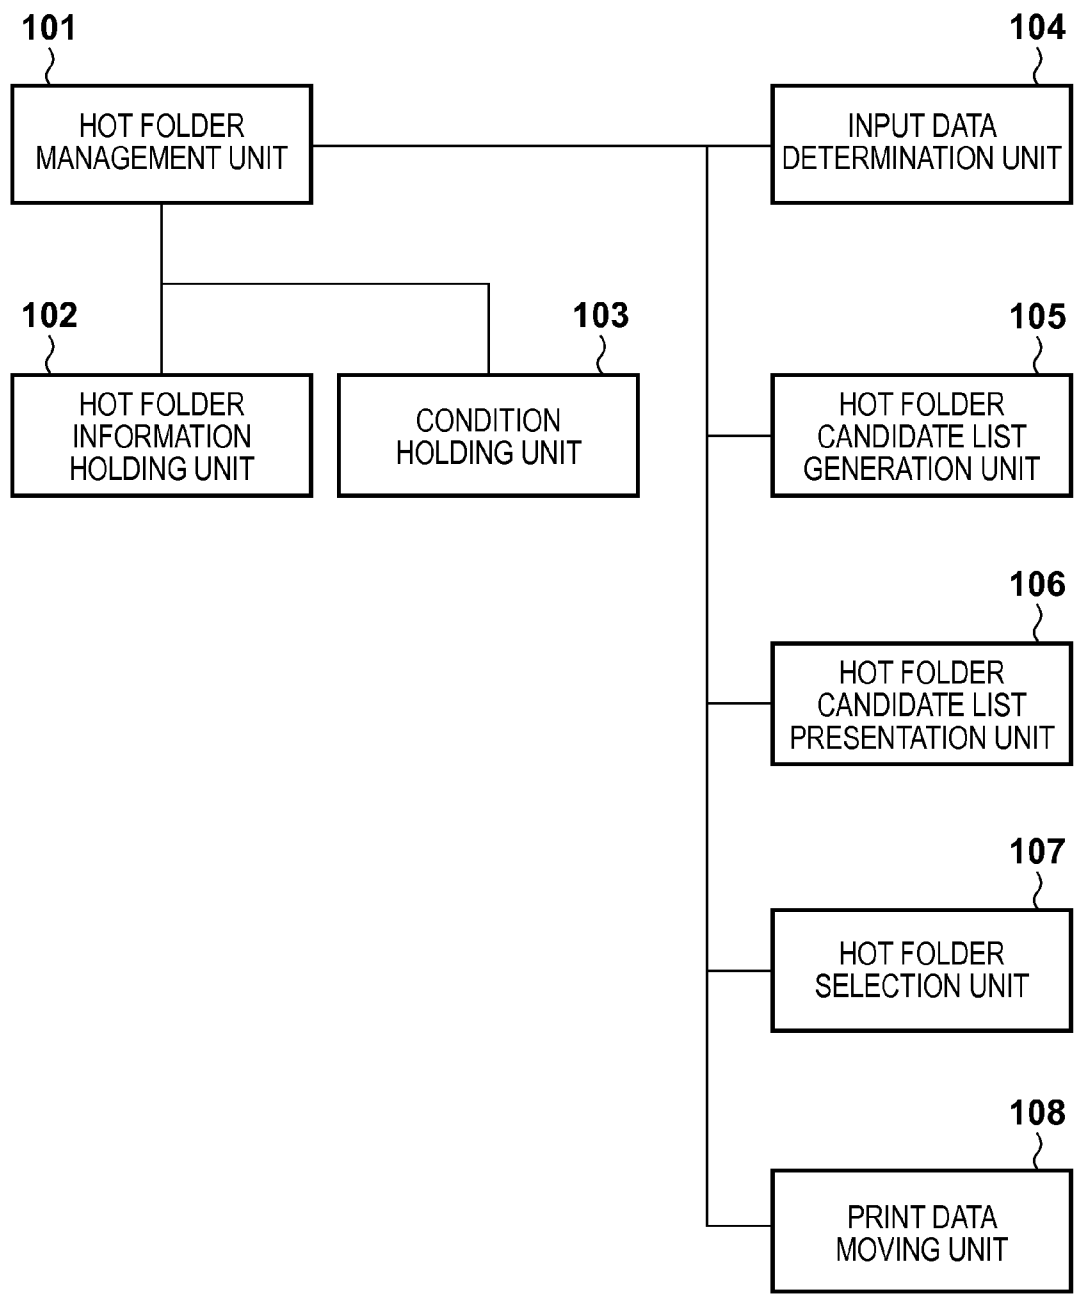 101
HOT FOLDER
MANAGEMENT UNIT
104
INPUT DATA
DETERMINATION UNIT
102
HOT FOLDER
INFORMATION
HOLDING UNIT
103
CONDITION
HOLDING UNIT
105
HOT FOLDER
CANDIDATE LIST
GENERATION UNIT
106
HOT FOLDER
CANDIDATE LIST
PRESENTATION UNIT
107
HOT FOLDER
SELECTION UNIT
108
PRINT DATA
MOVING UNIT